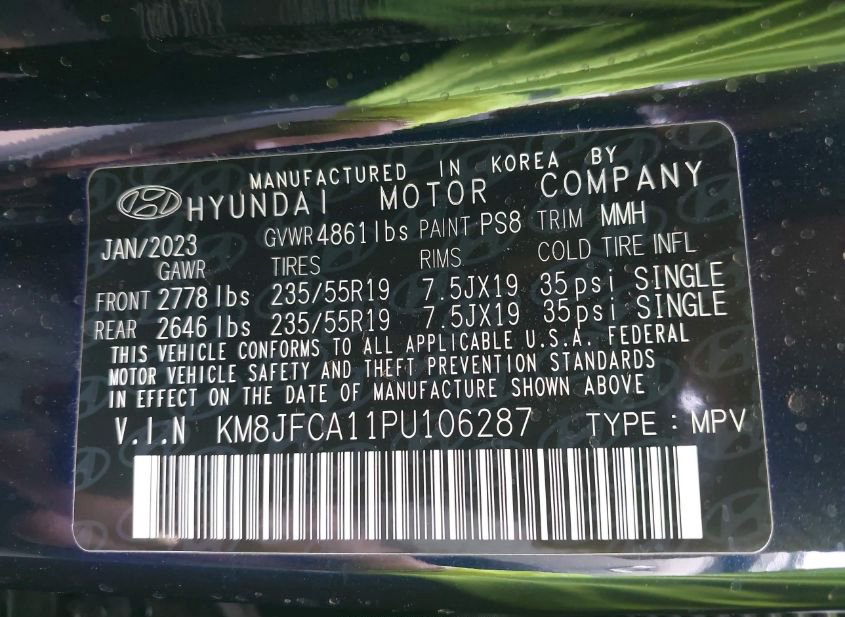 MANUFACTURED IN KOREA BY
HYUNDAI MOTOR COMPANY
JAN/2023 GVWR 4861 lbs PAINT PS8 TRIM MMH
GAWR TIRES RIMS COLD TIRE INFL
FRONT 2778 lbs 235/55R19 7.5JX19 35 psi SINGLE
REAR 2646 lbs 235/55R19 7.5JX19 35 psi SINGLE
THIS VEHICLE CONFORMS TO ALL APPLICABLE U.S.A. FEDERAL
MOTOR VEHICLE SAFETY AND THEFT PREVENTION STANDARDS
IN EFFECT ON THE DATE OF MANUFACTURE SHOWN ABOVE
V.I.N KM8JFCA11PU106287 TYPE : MPV